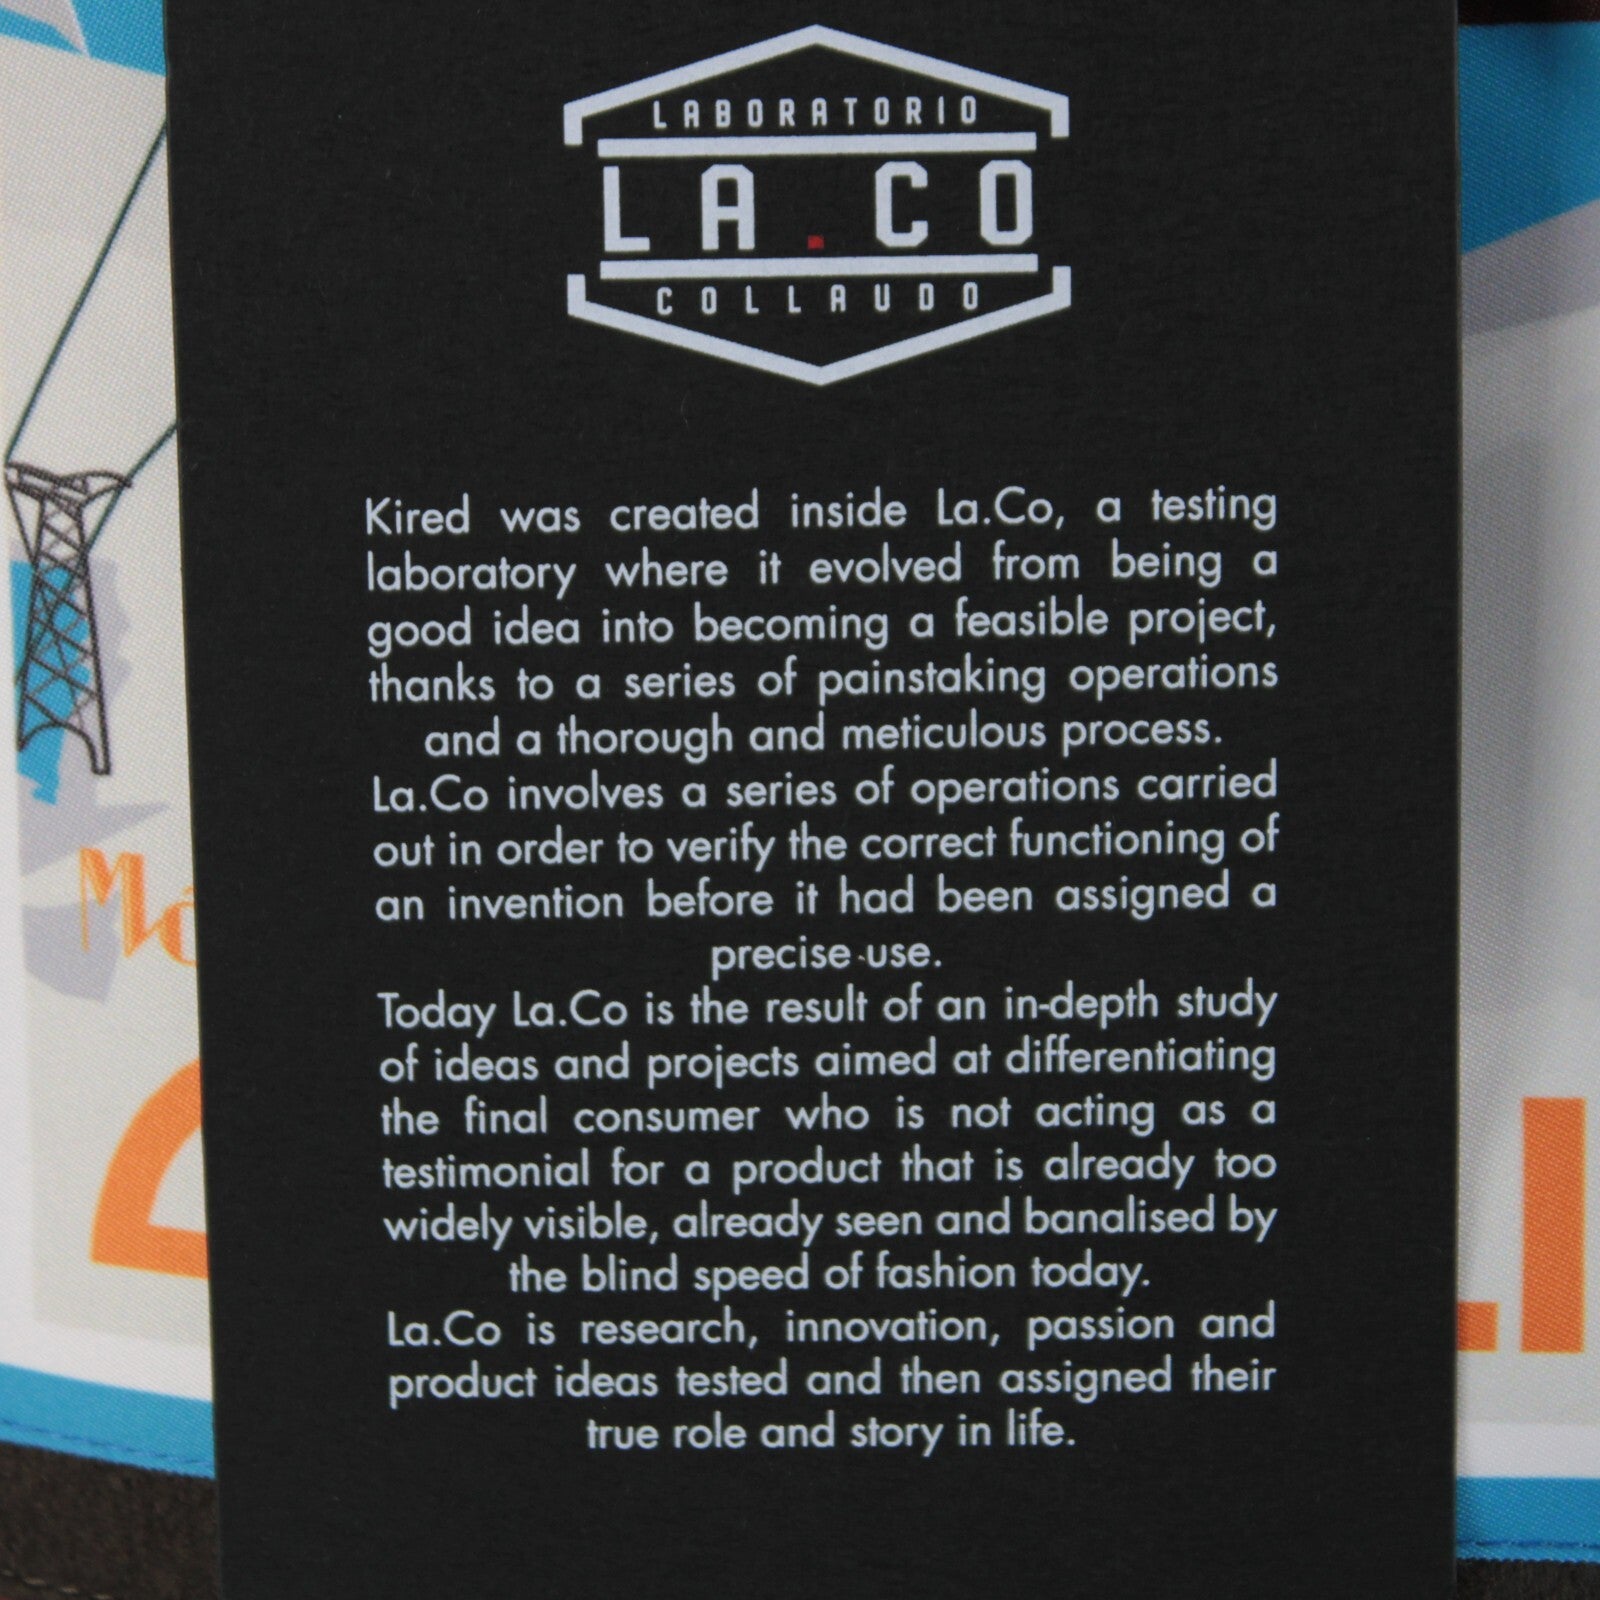 LABORATORIO
LA.CO
COLLAUDO
Kired was created inside La.Co, a testing
laboratory where it evolved from being a
good idea into becoming a feasible project,
thanks to a series of painstaking operations
and a thorough and meticulous process.
La.Co involves a series of operations carried
out in order to verify the correct functioning of
an invention before it had been assigned a
precise use.
Today La.Co is the result of an in-depth study
of ideas and projects aimed at differentiating
the final consumer who is not acting as a
testimonial for a product that is already too
widely visible, already seen and banalised by
the blind speed of fashion today.
La.Co is research, innovation, passion and
product ideas tested and then assigned their
true role and story in life.